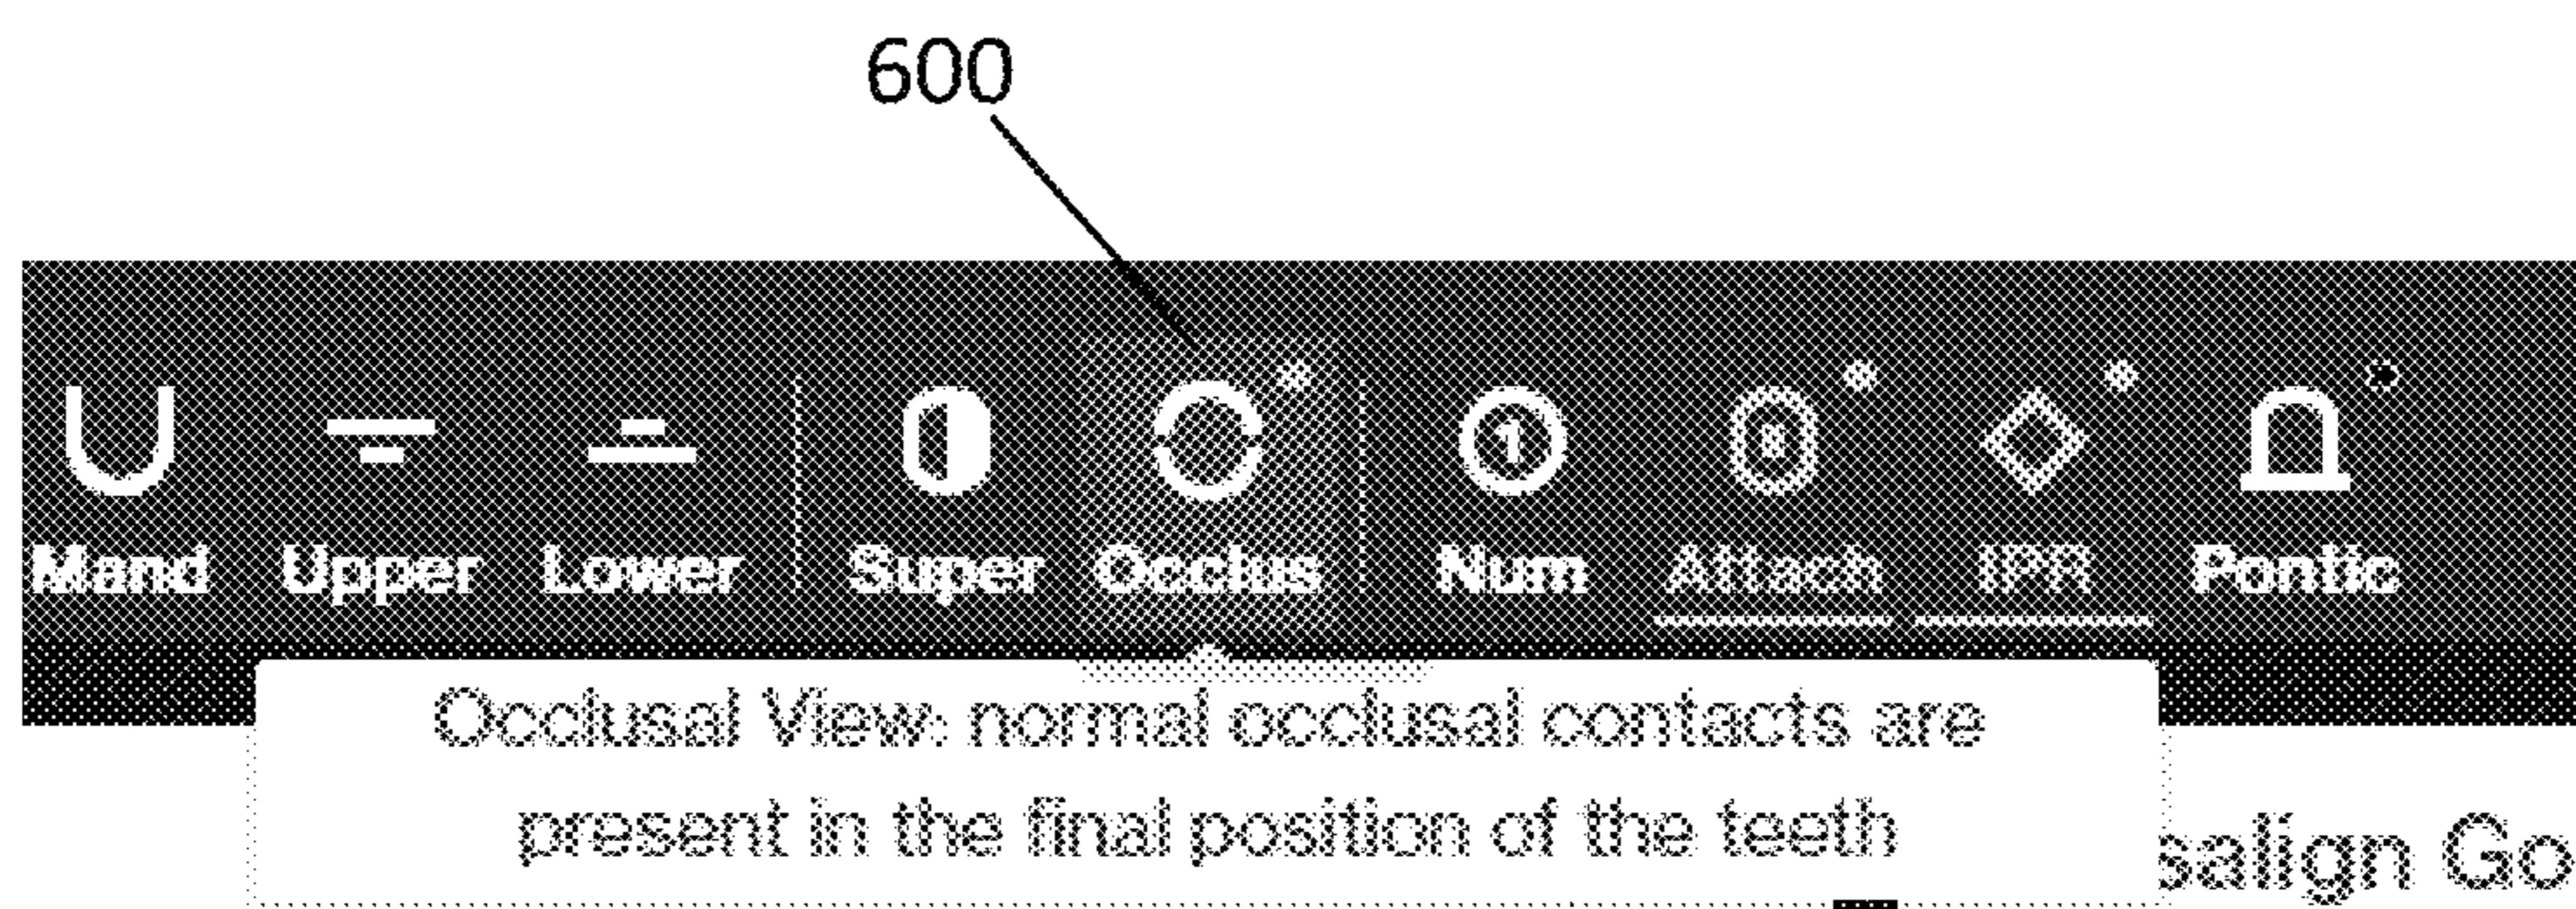 600
1
Mand Upper Lower Super Occlus Num Attach IPR Pontic
Occlusal View: normal occlusal contacts are
present in the final position of the teeth
salign Go